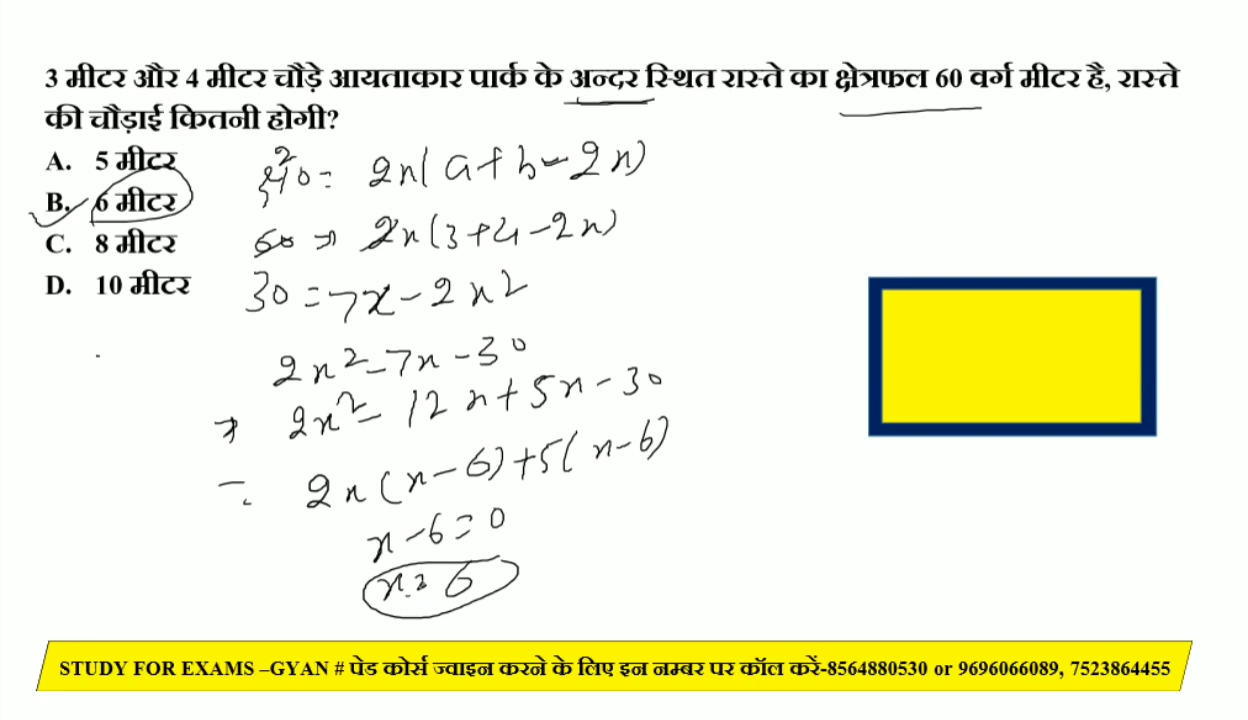 3 मीटर और 4 मीटर चौड़े आयताकार पार्क के अन्दर स्थित रास्ते का क्षेत्रफल 60 वर्ग मीटर है, रास्ते
की चौड़ाई कितनी होगी?
A. 5 मीटर
B. 6 मीटर
C. 8 मीटर
D. 10 मीटर
= 2x(a+b-2x)
60 ⇒ 2x(3+4-2x)
30 = 7x-2x²
2x²-7x-30
⇒ 2x²-12x+5x-30
2x(x-6)+5(x-6)
x-6=0
x=6
STUDY FOR EXAMS –GYAN # पेड कोर्स ज्वाइन करने के लिए इन नम्बर पर कॉल करें-8564880530 or 9696066089, 7523864455